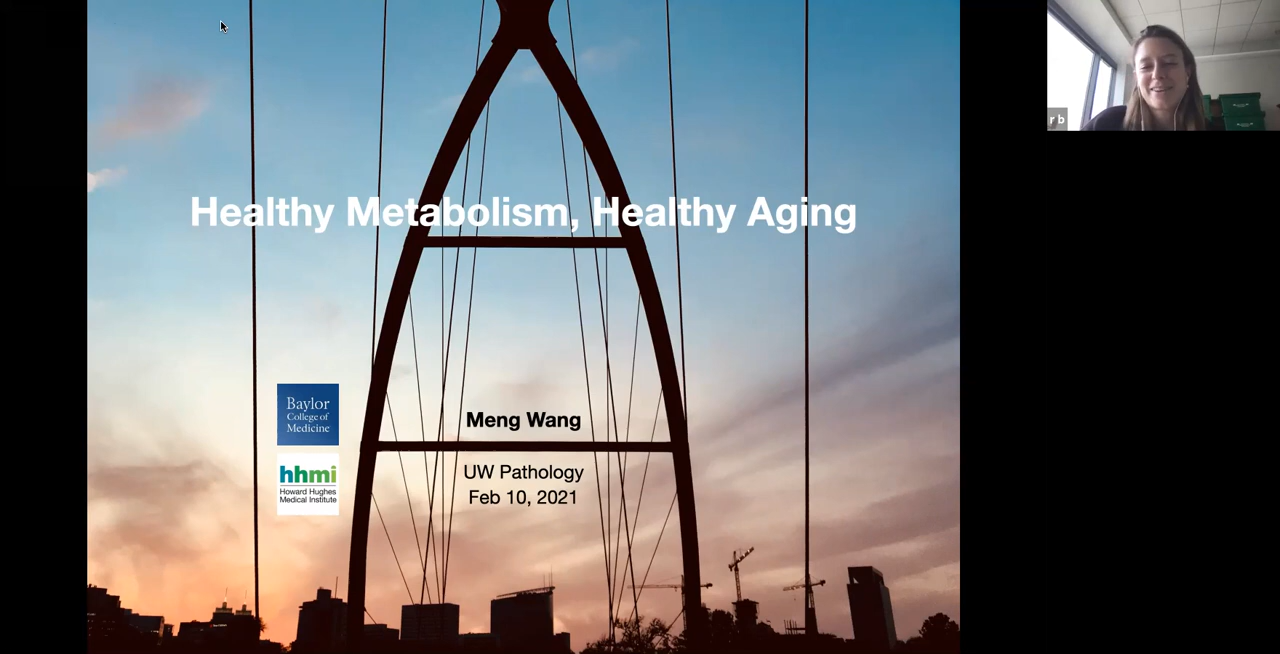 Healthy Metabolism, Healthy Aging
Baylor
College of
Medicine
hhmi
Howard Hughes
Medical Institute
Meng Wang
UW Pathology
Feb 10, 2021
r b